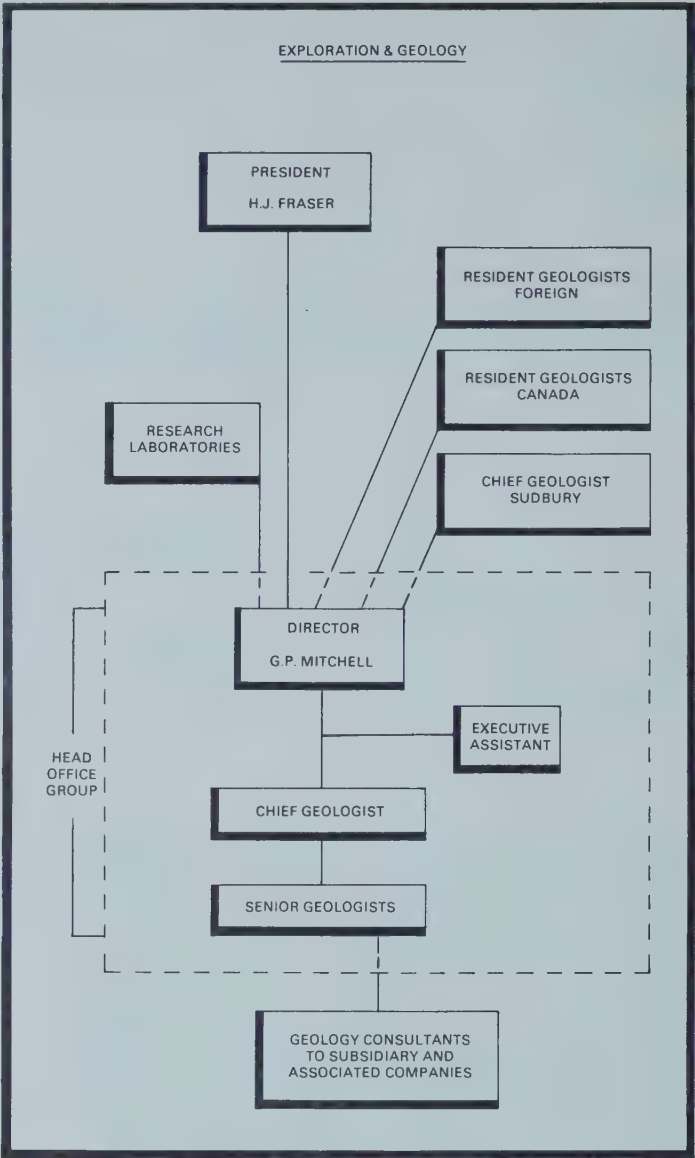 EXPLORATION & GEOLOGY
PRESIDENT
H.J. FRASER
RESIDENT GEOLOGISTS
FOREIGN
RESIDENT GEOLOGISTS
CANADA
RESEARCH
LABORATORIES
CHIEF GEOLOGIST
SUDBURY
DIRECTOR
G.P. MITCHELL
EXECUTIVE
ASSISTANT
HEAD
OFFICE
GROUP
CHIEF GEOLOGIST
SENIOR GEOLOGISTS
GEOLOGY CONSULTANTS
TO SUBSIDIARY AND
ASSOCIATED COMPANIES